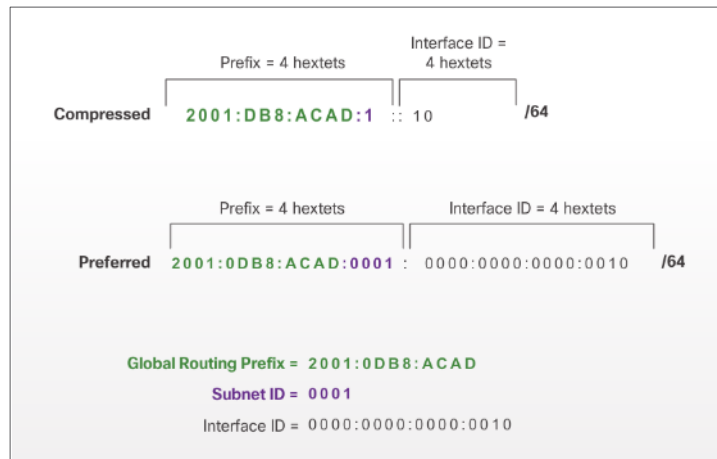 Interface ID =
Prefix = 4 hextets 4 hextets
Compressed 2001:DB8:ACAD:1 :: 10 /64
Prefix = 4 hextets Interface ID = 4 hextets
Preferred 2001:0DB8:ACAD:0001 : 0000:0000:0000:0010 /64
Global Routing Prefix = 2001:0DB8:ACAD
Subnet ID = 0001
Interface ID = 0000:0000:0000:0010